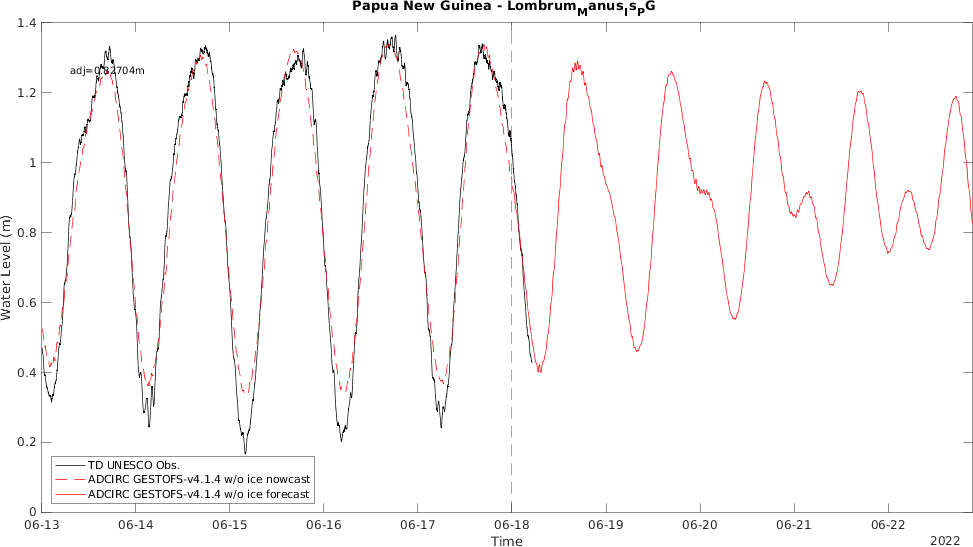 Papua New Guinea - LombrumManusIsPG
1.4
1.2
1
0.8
0.6
0.4
0.2
0
Water Level (m)
adj=0.82704m
TD UNESCO Obs.
ADCIRC GESTOFS-v4.1.4 w/o ice nowcast
ADCIRC GESTOFS-v4.1.4 w/o ice forecast
06-13 06-14 06-15 06-16 06-17 06-18 06-19 06-20 06-21 06-22
Time
2022